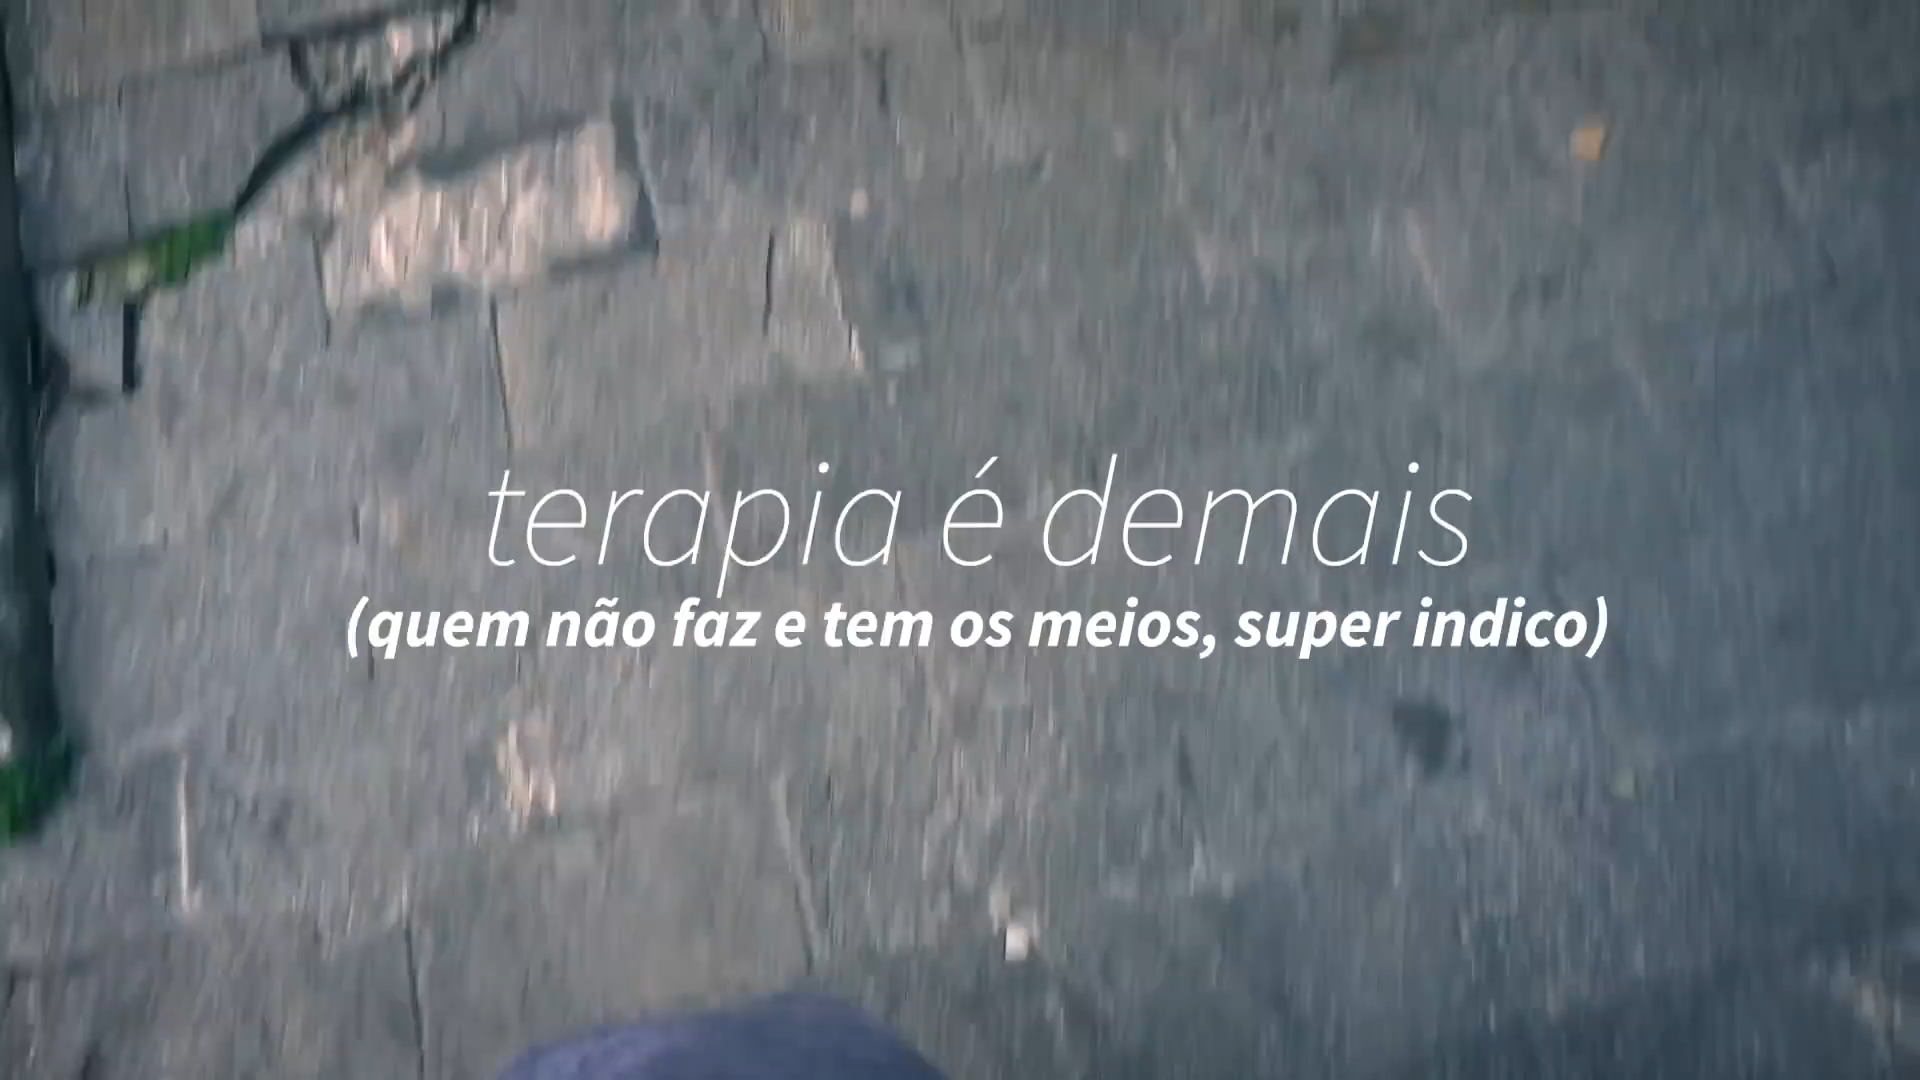 terapia é demais
(quem não faz e tem os meios, super indico)